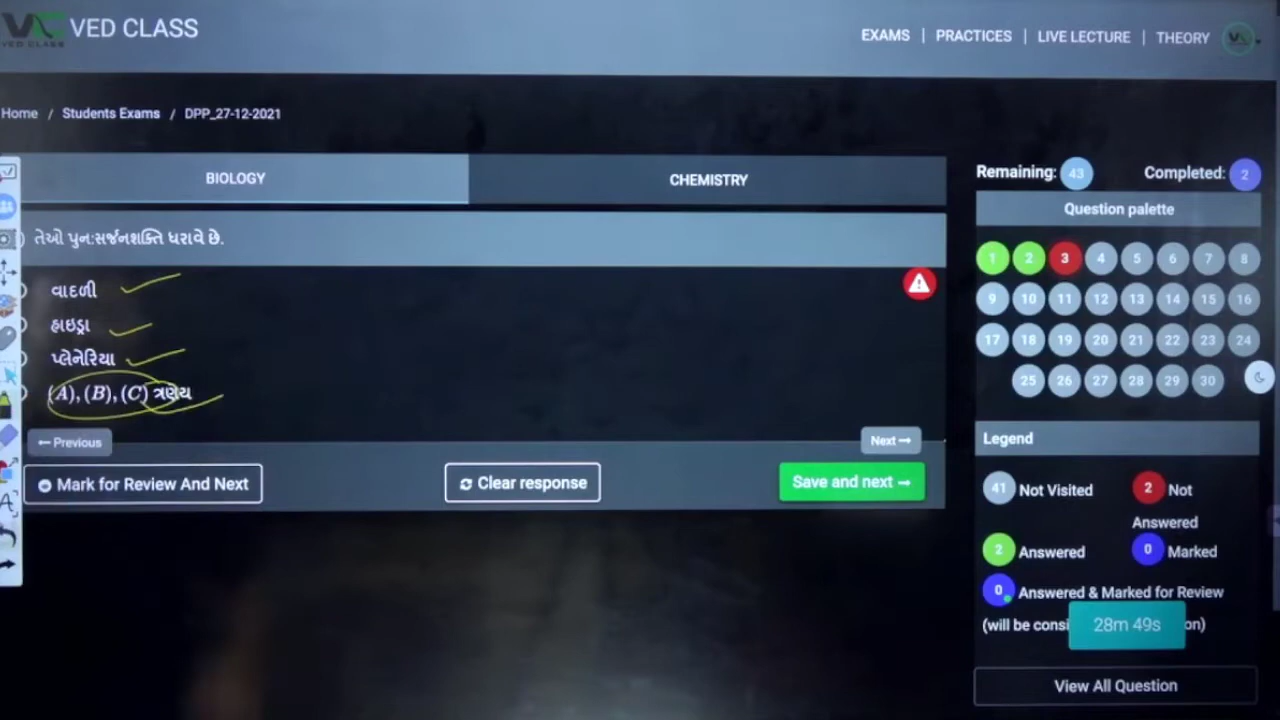 VED CLASS
VED CLASS
EXAMS | PRACTICES | LIVE LECTURE | THEORY
Home / Students Exams / DPP_27-12-2021
BIOLOGY
CHEMISTRY
તેઓ પુનઃસર્જનશક્તિ ધરાવે છે.
વાદળી
હાઇડ્રા
પ્લેનેરિયા
(A), (B), (C) ત્રણેય
← Previous
Next →
Mark for Review And Next
Clear response
Save and next →
Remaining: 43
Completed: 2
Question palette
1 2 3 4 5 6 7 8
9 10 11 12 13 14 15 16
17 18 19 20 21 22 23 24
25 26 27 28 29 30
Legend
41 Not Visited
2 Not Answered
2 Answered
0 Marked
0 Answered & Marked for Review
(will be consi
on)
28m 49s
View All Question